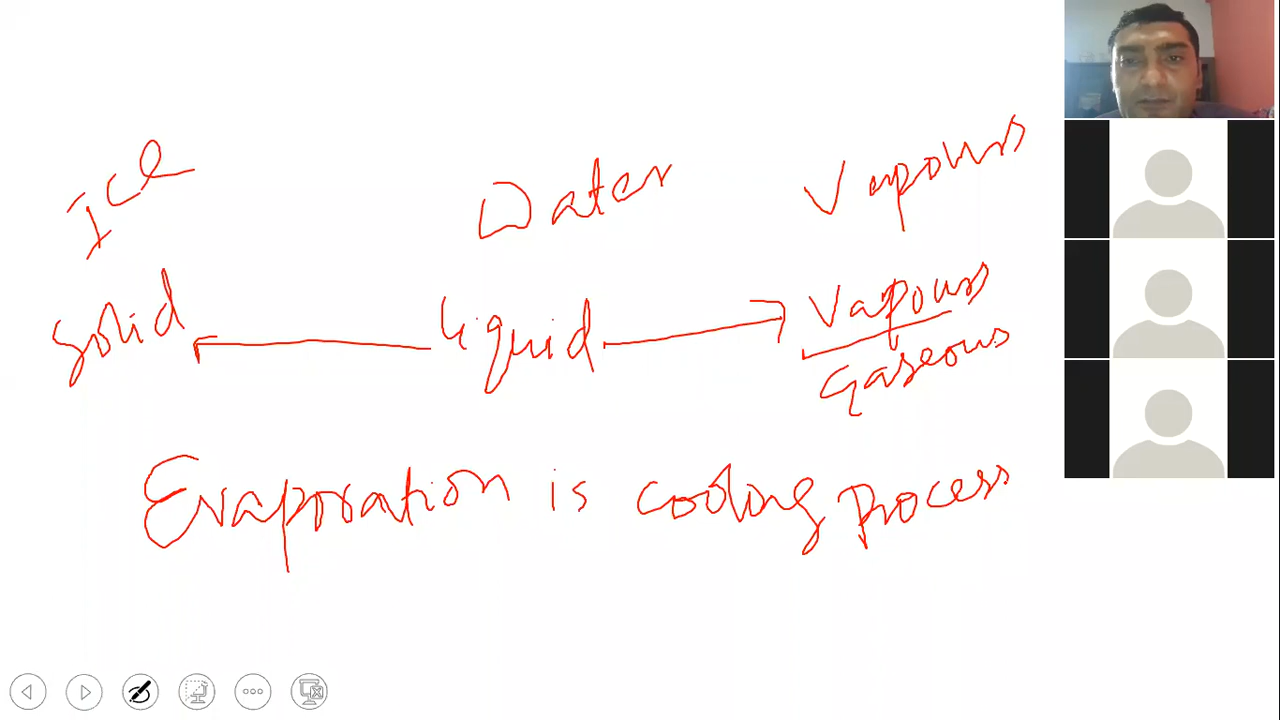 Ice Water Vapours
Solid Liquid Vapours
Gaseous
Evaporation is cooling Process